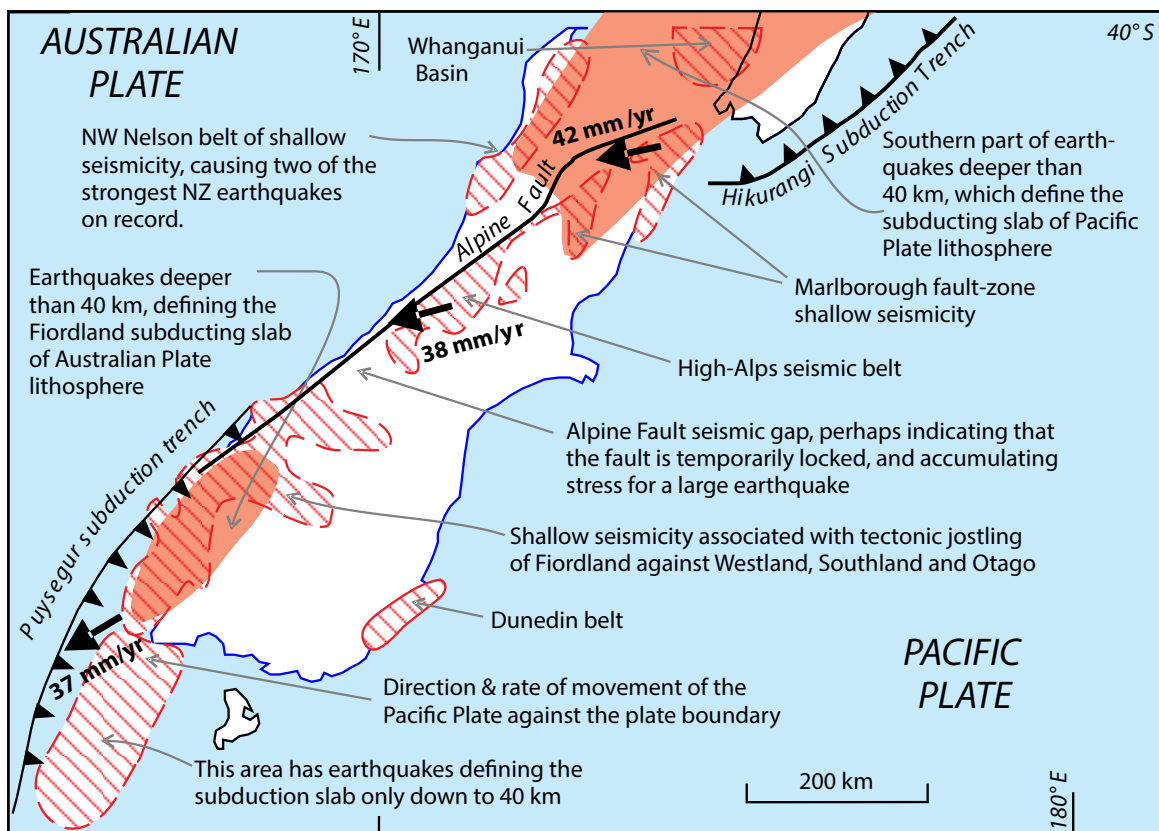 AUSTRALIAN
PLATE
170° E
Whanganui
Basin
40° S
42 mm/yr
Hikurangi Subduction Trench
NW Nelson belt of shallow
seismicity, causing two of the
strongest NZ earthquakes
on record.
Southern part of earth-
quakes deeper than
40 km, which define the
subducting slab of Pacific
Plate lithosphere
Alpine Fault
Earthquakes deeper
than 40 km, defining the
Fiordland subducting slab
of Australian Plate
lithosphere
Marlborough fault-zone
shallow seismicity
38 mm/yr
High-Alps seismic belt
Puysegur subduction trench
Alpine Fault seismic gap, perhaps indicating that
the fault is temporarily locked, and accumulating
stress for a large earthquake
Shallow seismicity associated with tectonic jostling
of Fiordland against Westland, Southland and Otago
Dunedin belt
37 mm/yr
PACIFIC
PLATE
Direction & rate of movement of the
Pacific Plate against the plate boundary
This area has earthquakes defining the
subduction slab only down to 40 km
200 km
180° E